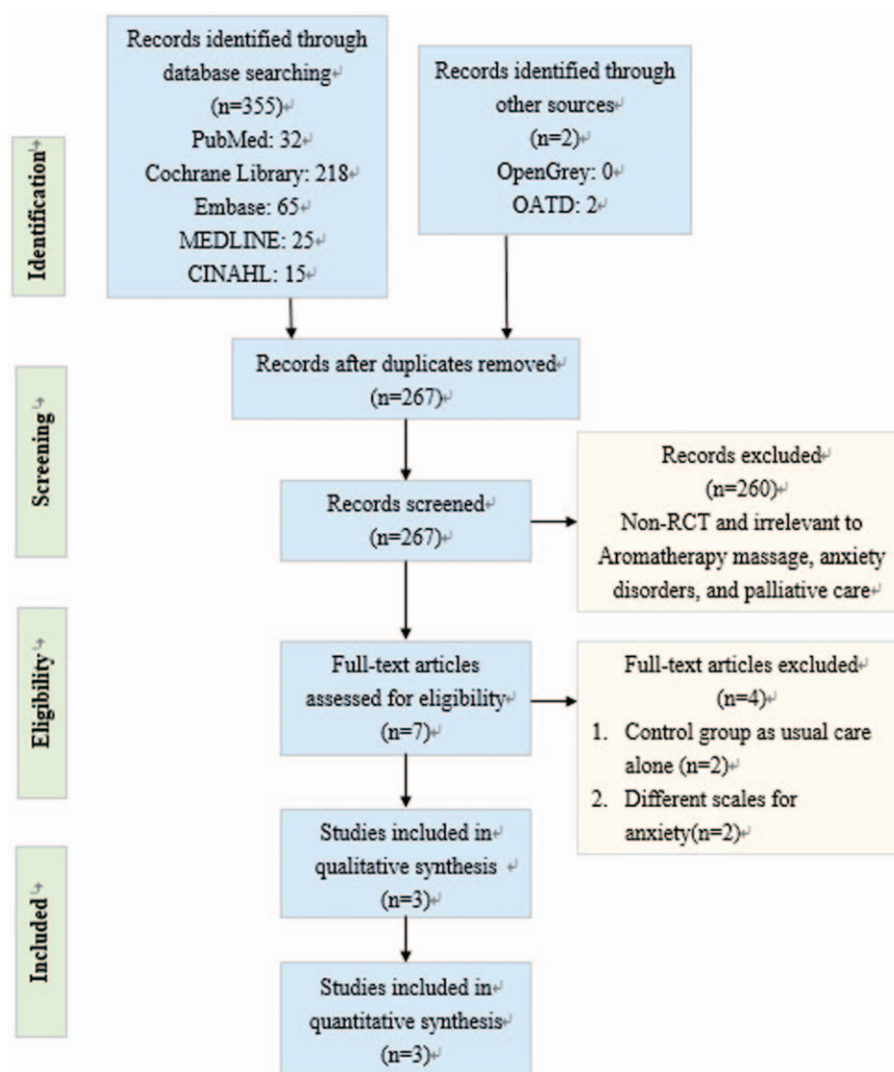 Records identified through
database searching↵
(n=355)↵
PubMed: 32↵
Cochrane Library: 218↵
Embase: 65↵
MEDLINE: 25↵
CINAHL: 15↵
Records identified through
other sources↵
(n=2)↵
OpenGrey: 0↵
OATD: 2↵
Identification↵
Records after duplicates removed↵
(n=267)↵
Screening↵
Records screened↵
(n=267)↵
Records excluded↵
(n=260)↵
Non-RCT and irrelevant to
Aromatherapy massage, anxiety
disorders, and palliative care↵
Eligibility↵
Full-text articles
assessed for eligibility↵
(n=7)↵
Full-text articles excluded↵
(n=4)↵
1. Control group as usual care
alone (n=2)↵
2. Different scales for
anxiety(n=2)↵
Included↵
Studies included in↵
qualitative synthesis ↵
(n=3)↵
Studies included in↵
quantitative synthesis↵
(n=3)↵